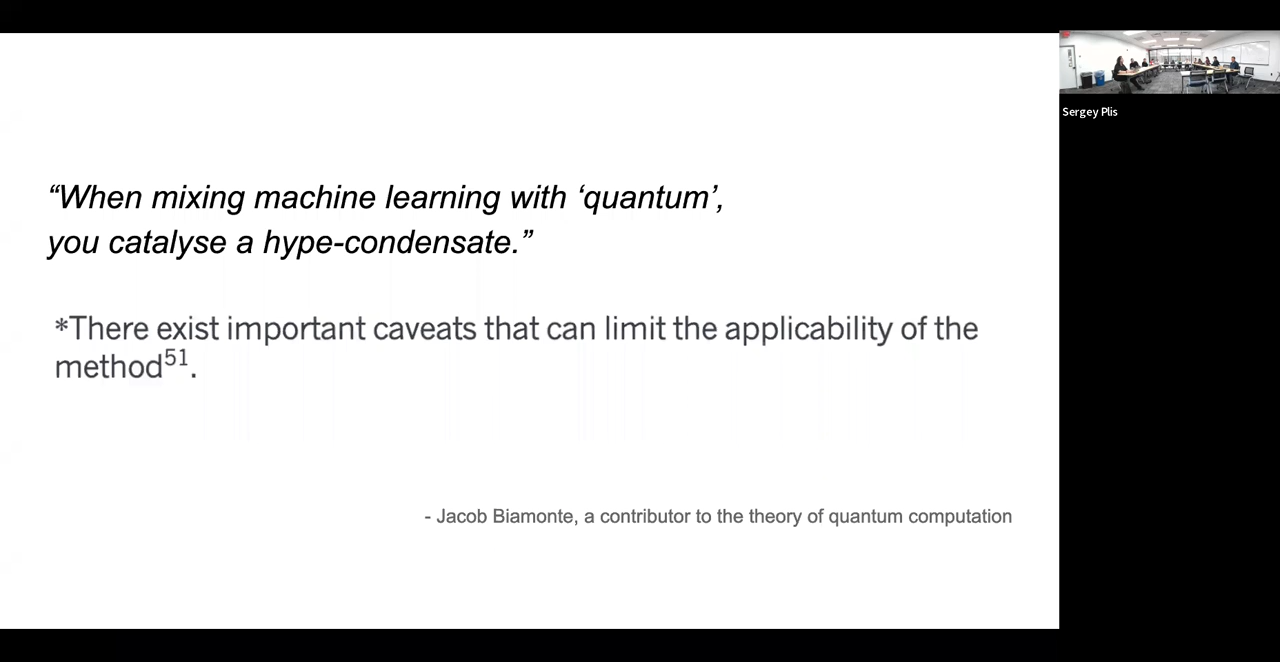 “When mixing machine learning with ‘quantum’,
you catalyse a hype-condensate.”
*There exist important caveats that can limit the applicability of the
method⁵¹.
- Jacob Biamonte, a contributor to the theory of quantum computation
Sergey Plis